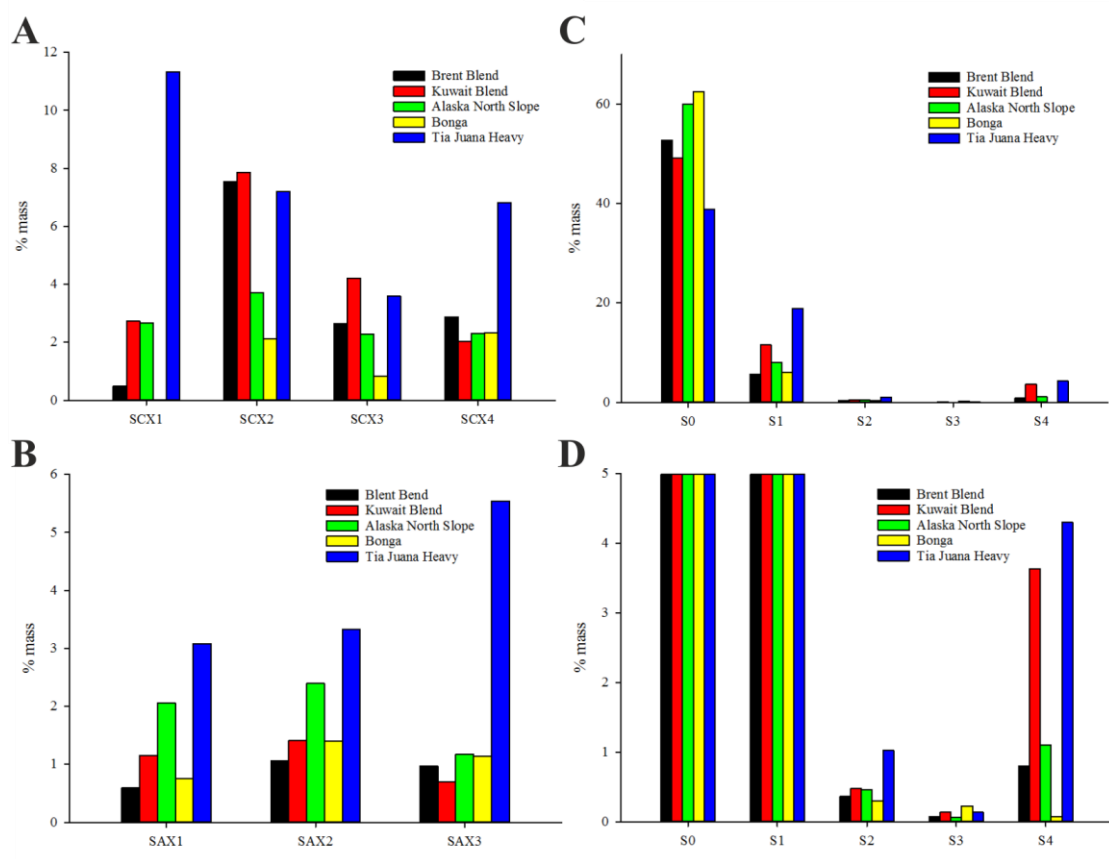 A
12
10
8
6
4
2
0
% mass
Brent Blend
Kuwait Blend
Alaska North Slope
Bonga
Tia Juana Heavy
SCX1 SCX2 SCX3 SCX4
B
6
5
4
3
2
1
0
% mass
Blent Bend
Kuwait Blend
Alaska North Slope
Bonga
Tia Juana Heavy
SAX1 SAX2 SAX3
C
60
40
20
0
% mass
Brent Blend
Kuwait Blend
Alaska North Slope
Bonga
Tia Juana Heavy
S0 S1 S2 S3 S4
D
5
4
3
2
1
0
% mass
Brent Blend
Kuwait Blend
Alaska North Slope
Bonga
Tia Juana Heavy
S0 S1 S2 S3 S4